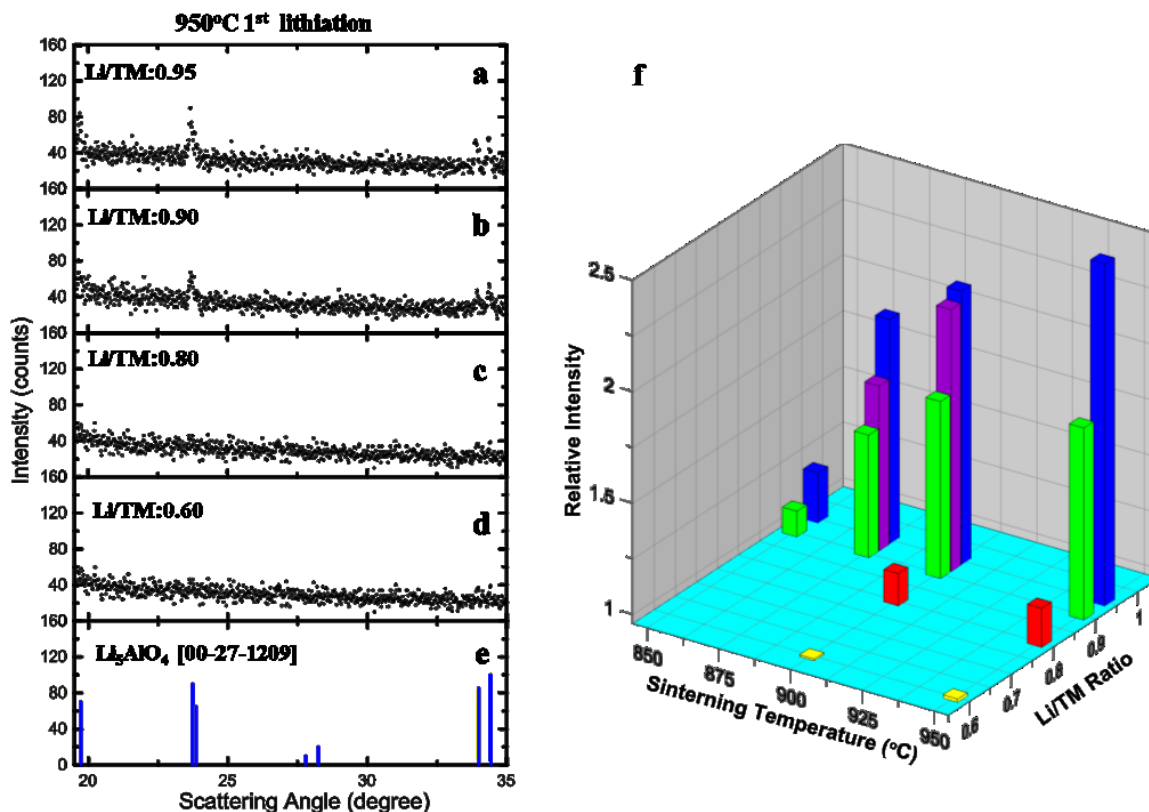 950°C 1st lithiation
160
120
80
40
Li/TM:0.95
a
160
120
80
40
Li/TM:0.90
b
160
120
80
40
Li/TM:0.80
c
160
120
80
40
Li/TM:0.60
d
160
120
80
40
0
Li5AlO4 [00-27-1209]
e
20
25
30
35
Intensity (counts)
Scattering Angle (degree)
f
2.5
2
1.5
1
Relative Intensity
850
875
900
925
950
Sinterning Temperature (°C)
0.6
0.7
0.8
0.9
1
Li/TM Ratio